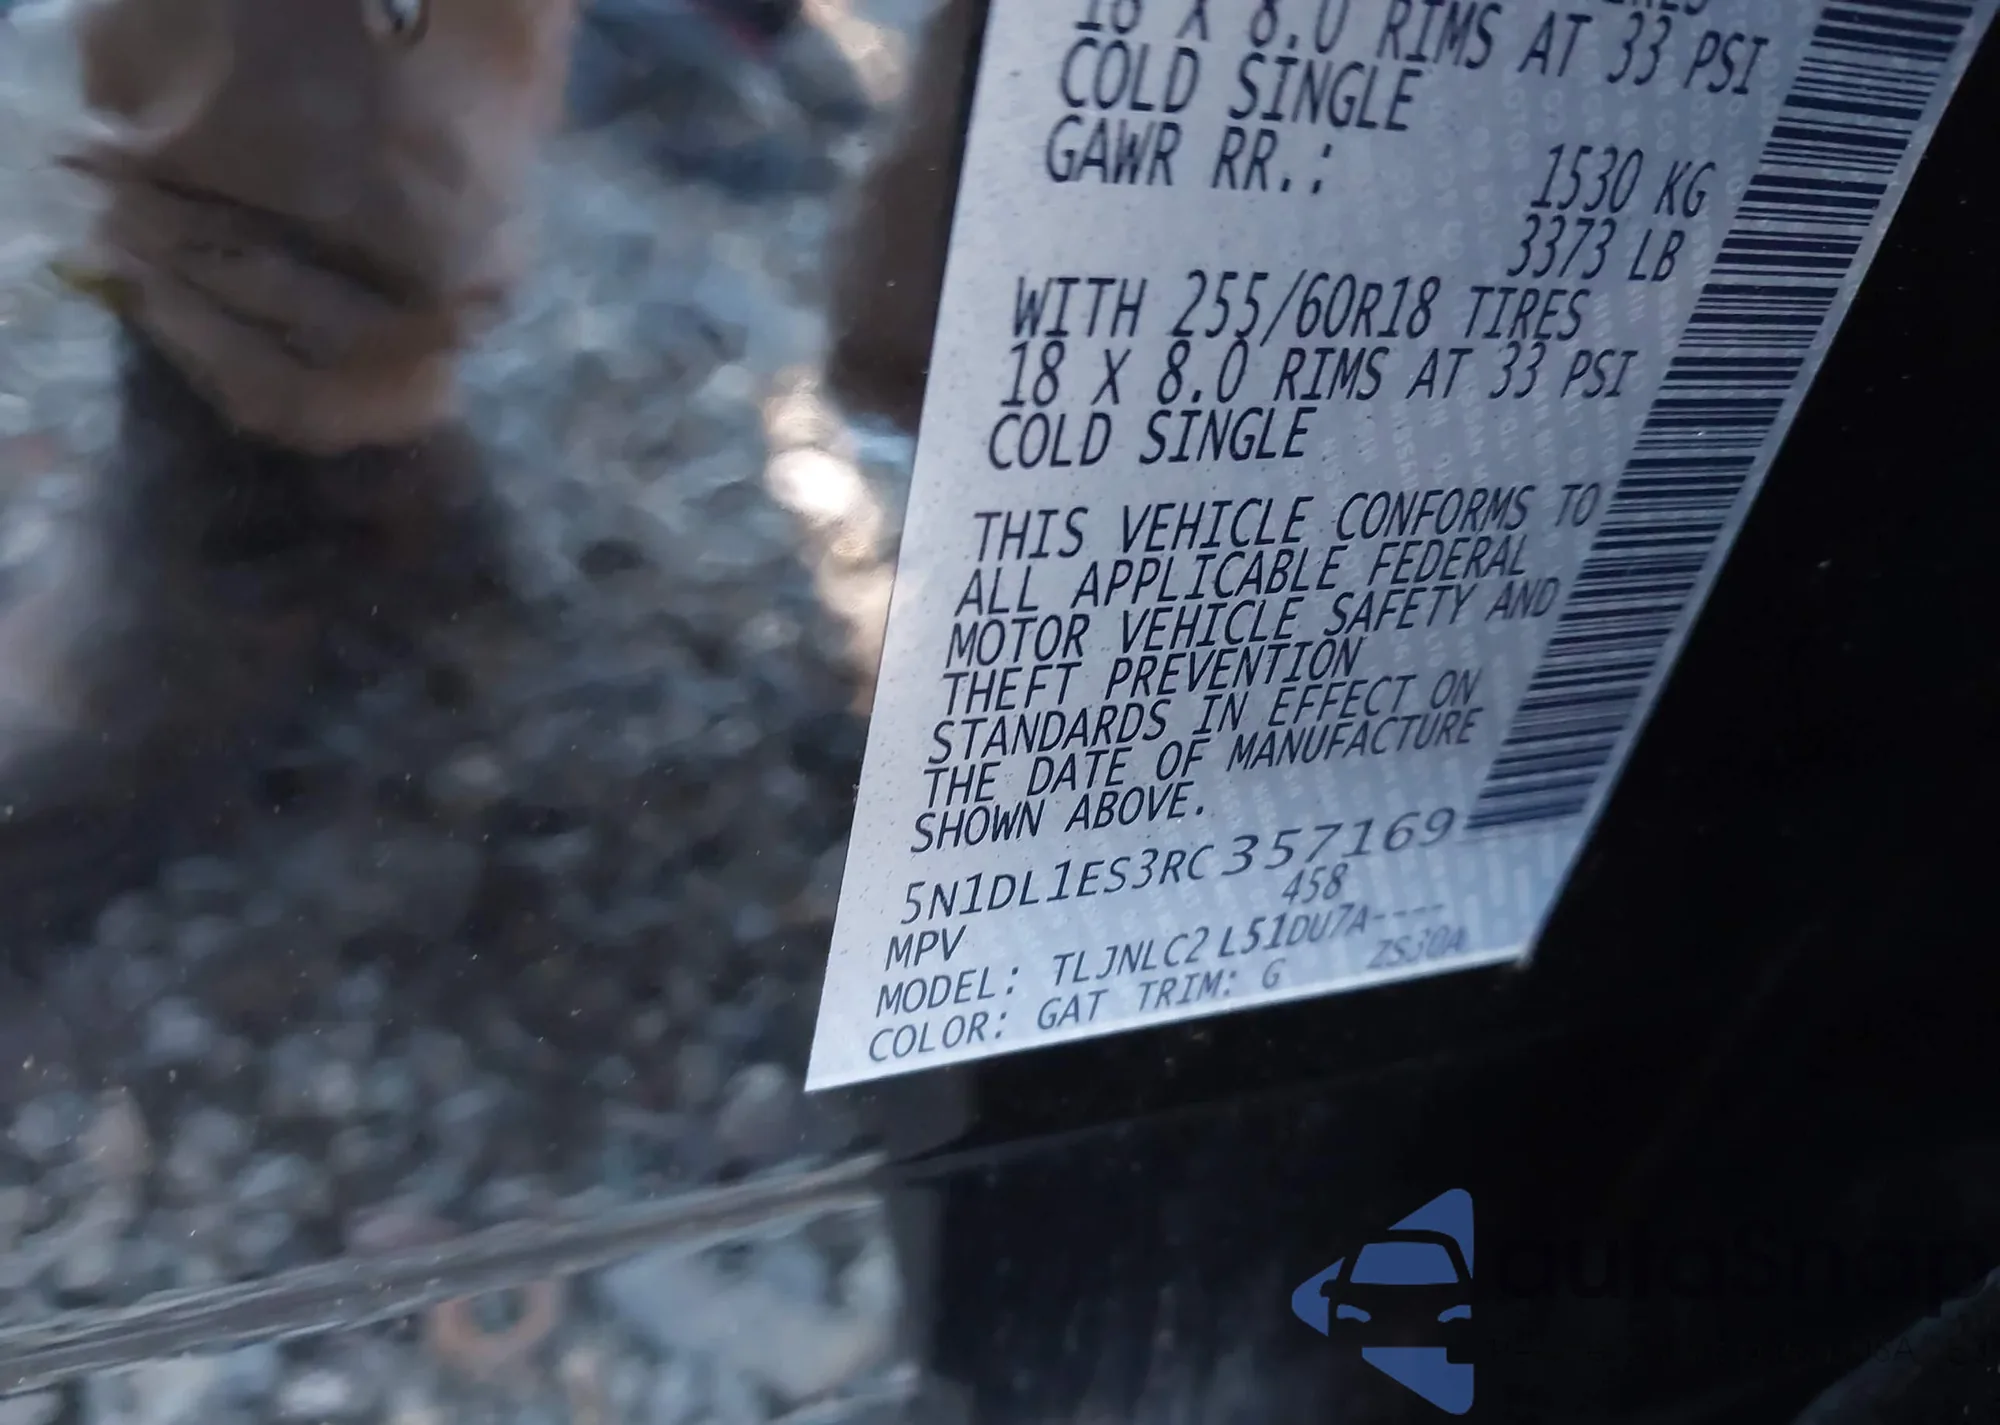 18 X 8.0 RIMS AT 33 PSI
COLD SINGLE
GAWR RR.:
1530 KG
3373 LB
WITH 255/60R18 TIRES
18 X 8.0 RIMS AT 33 PSI
COLD SINGLE
THIS VEHICLE CONFORMS TO
ALL APPLICABLE FEDERAL
MOTOR VEHICLE SAFETY AND
THEFT PREVENTION
STANDARDS IN EFFECT ON
THE DATE OF MANUFACTURE
SHOWN ABOVE.
5N1DL1ES3RC357169
MPV 458
MODEL: TLJNLC2 L51DU7A----
COLOR: GAT TRIM: G ZS30A